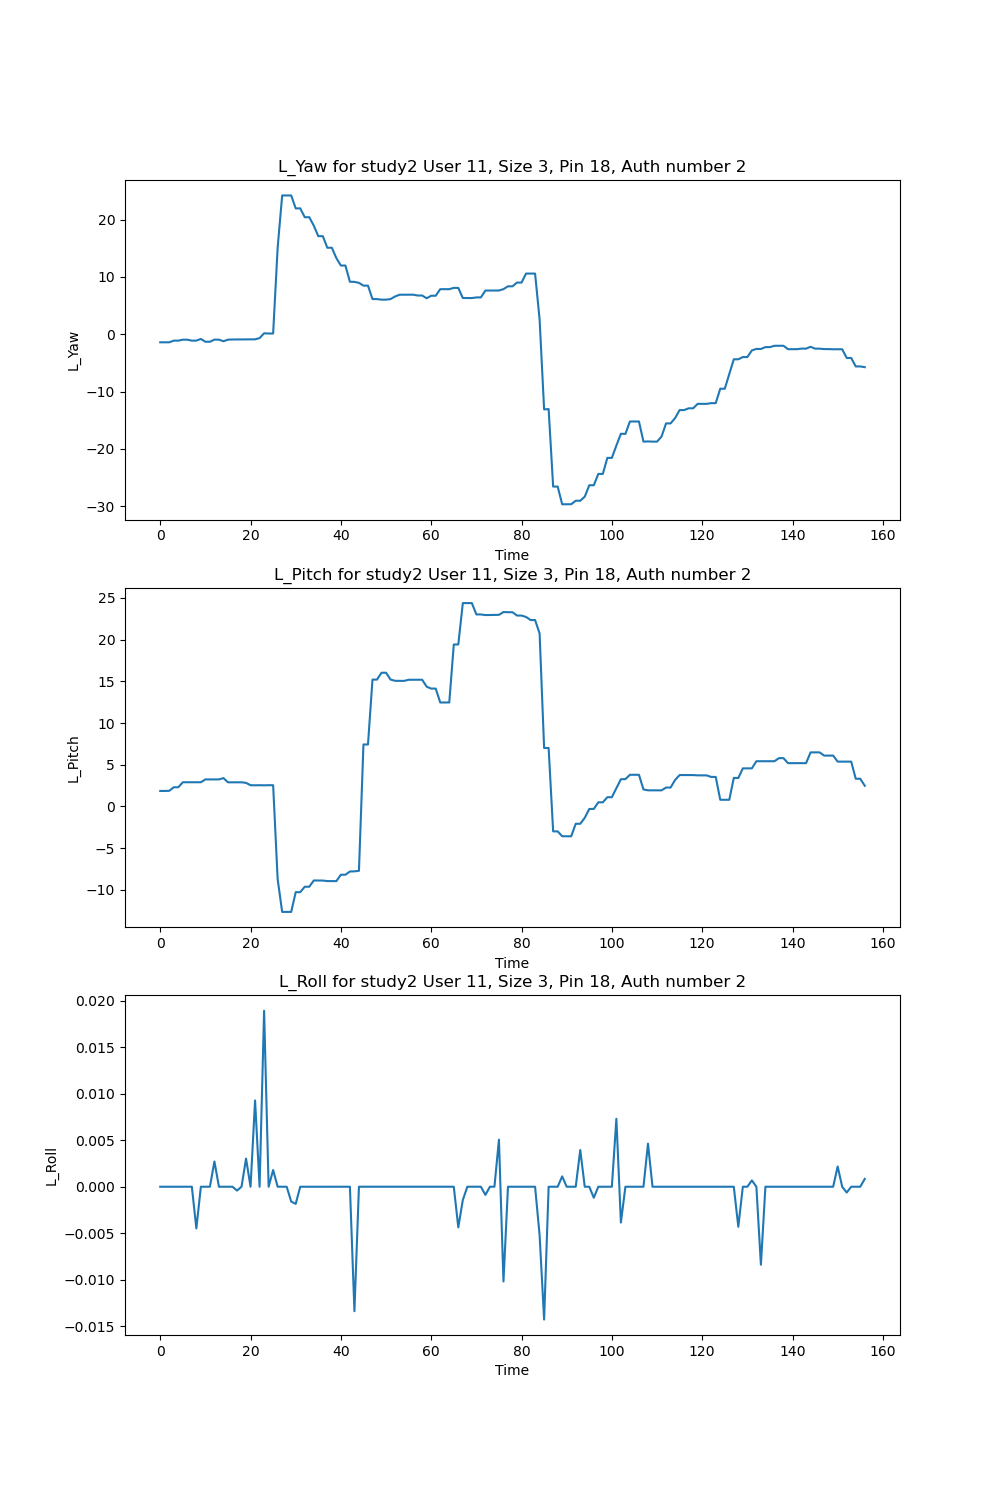 L_Yaw for study2 User 11, Size 3, Pin 18, Auth number 2
20
10
0
−10
−20
−30
L_Yaw
0 20 40 60 80 100 120 140 160
Time
L_Pitch for study2 User 11, Size 3, Pin 18, Auth number 2
25
20
15
10
5
0
−5
−10
L_Pitch
0 20 40 60 80 100 120 140 160
Time
L_Roll for study2 User 11, Size 3, Pin 18, Auth number 2
0.020
0.015
0.010
0.005
0.000
−0.005
−0.010
−0.015
L_Roll
0 20 40 60 80 100 120 140 160
Time